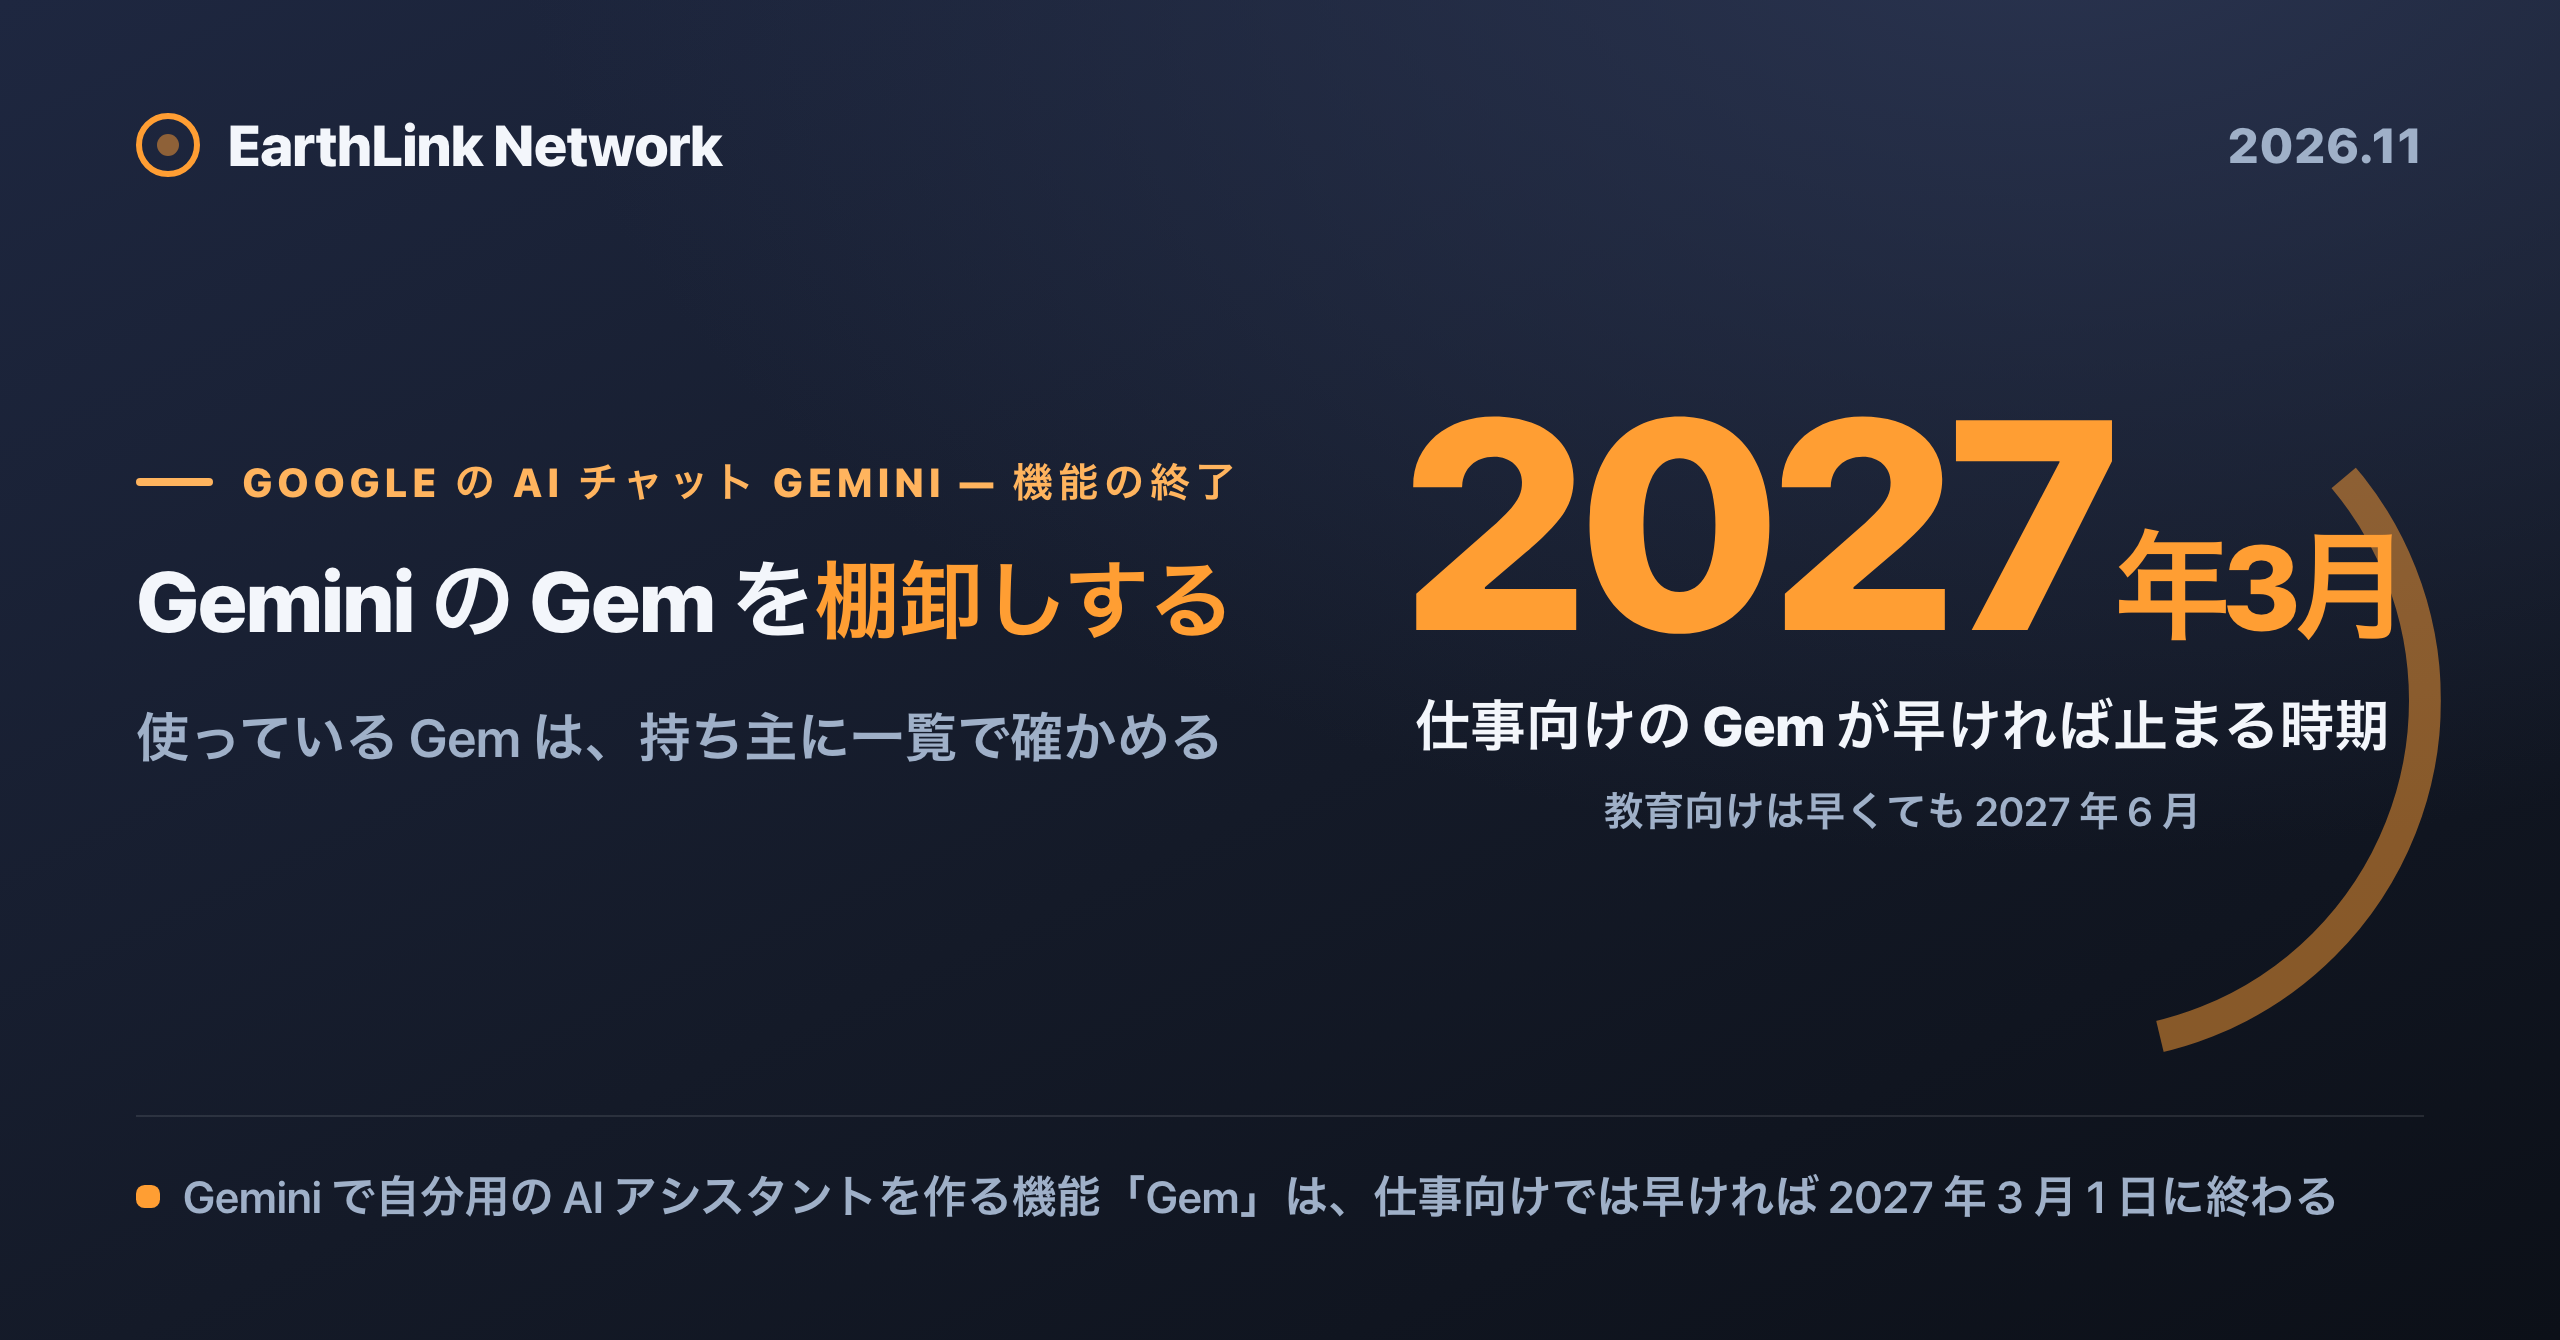 EarthLink Network
2026.11
GOOGLE の AI チャット GEMINI — 機能の終了
Gemini の Gem を棚卸しする
使っている Gem は、持ち主に一覧で確かめる
2027年3月
仕事向けの Gem が早ければ止まる時期
教育向けは早くても 2027 年 6 月
Gemini で自分用の AI アシスタントを作る機能「Gem」は、仕事向けでは早ければ 2027 年 3 月 1 日に終わる